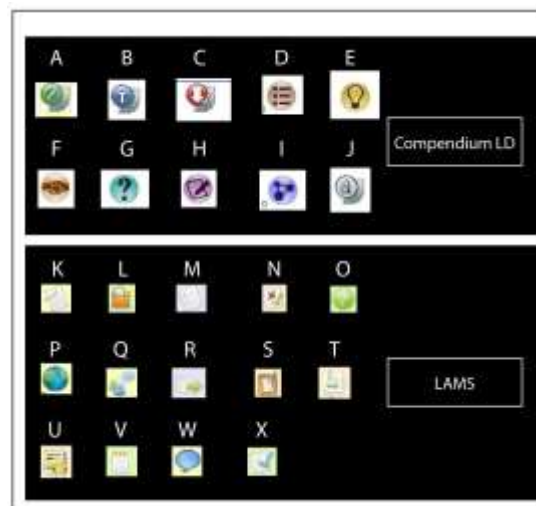 A B C D E
Compendium LD
F G H I J
K L M N O
P Q R S T
LAMS
U V W X